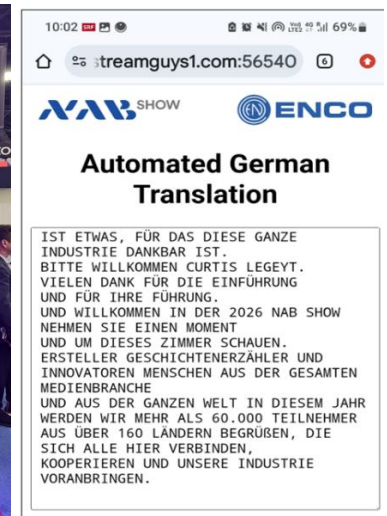 10:02
LTE2
69%
treamguys1.com:56540
6
NAB SHOW
ENCO
Automated German
Translation
IST ETWAS, FÜR DAS DIESE GANZE
INDUSTRIE DANKBAR IST.
BITTE WILLKOMMEN CURTIS LEGEYT.
VIELEN DANK FÜR DIE EINFÜHRUNG
UND FÜR IHRE FÜHRUNG.
UND WILLKOMMEN IN DER 2026 NAB SHOW
NEHMEN SIE EINEN MOMENT
UND UM DIESES ZIMMER SCHAUEN.
ERSTELLER GESCHICHTENERZÄHLER UND
INNOVATOREN MENSCHEN AUS DER GESAMTEN
MEDIENBRANCHE
UND AUS DER GANZEN WELT IN DIESEM JAHR
WERDEN WIR MEHR ALS 60.000 TEILNEHMER
AUS ÜBER 160 LÄNDERN BEGRÜßEN, DIE
SICH ALLE HIER VERBINDEN,
KOOPERIEREN UND UNSERE INDUSTRIE
VORANBRINGEN.